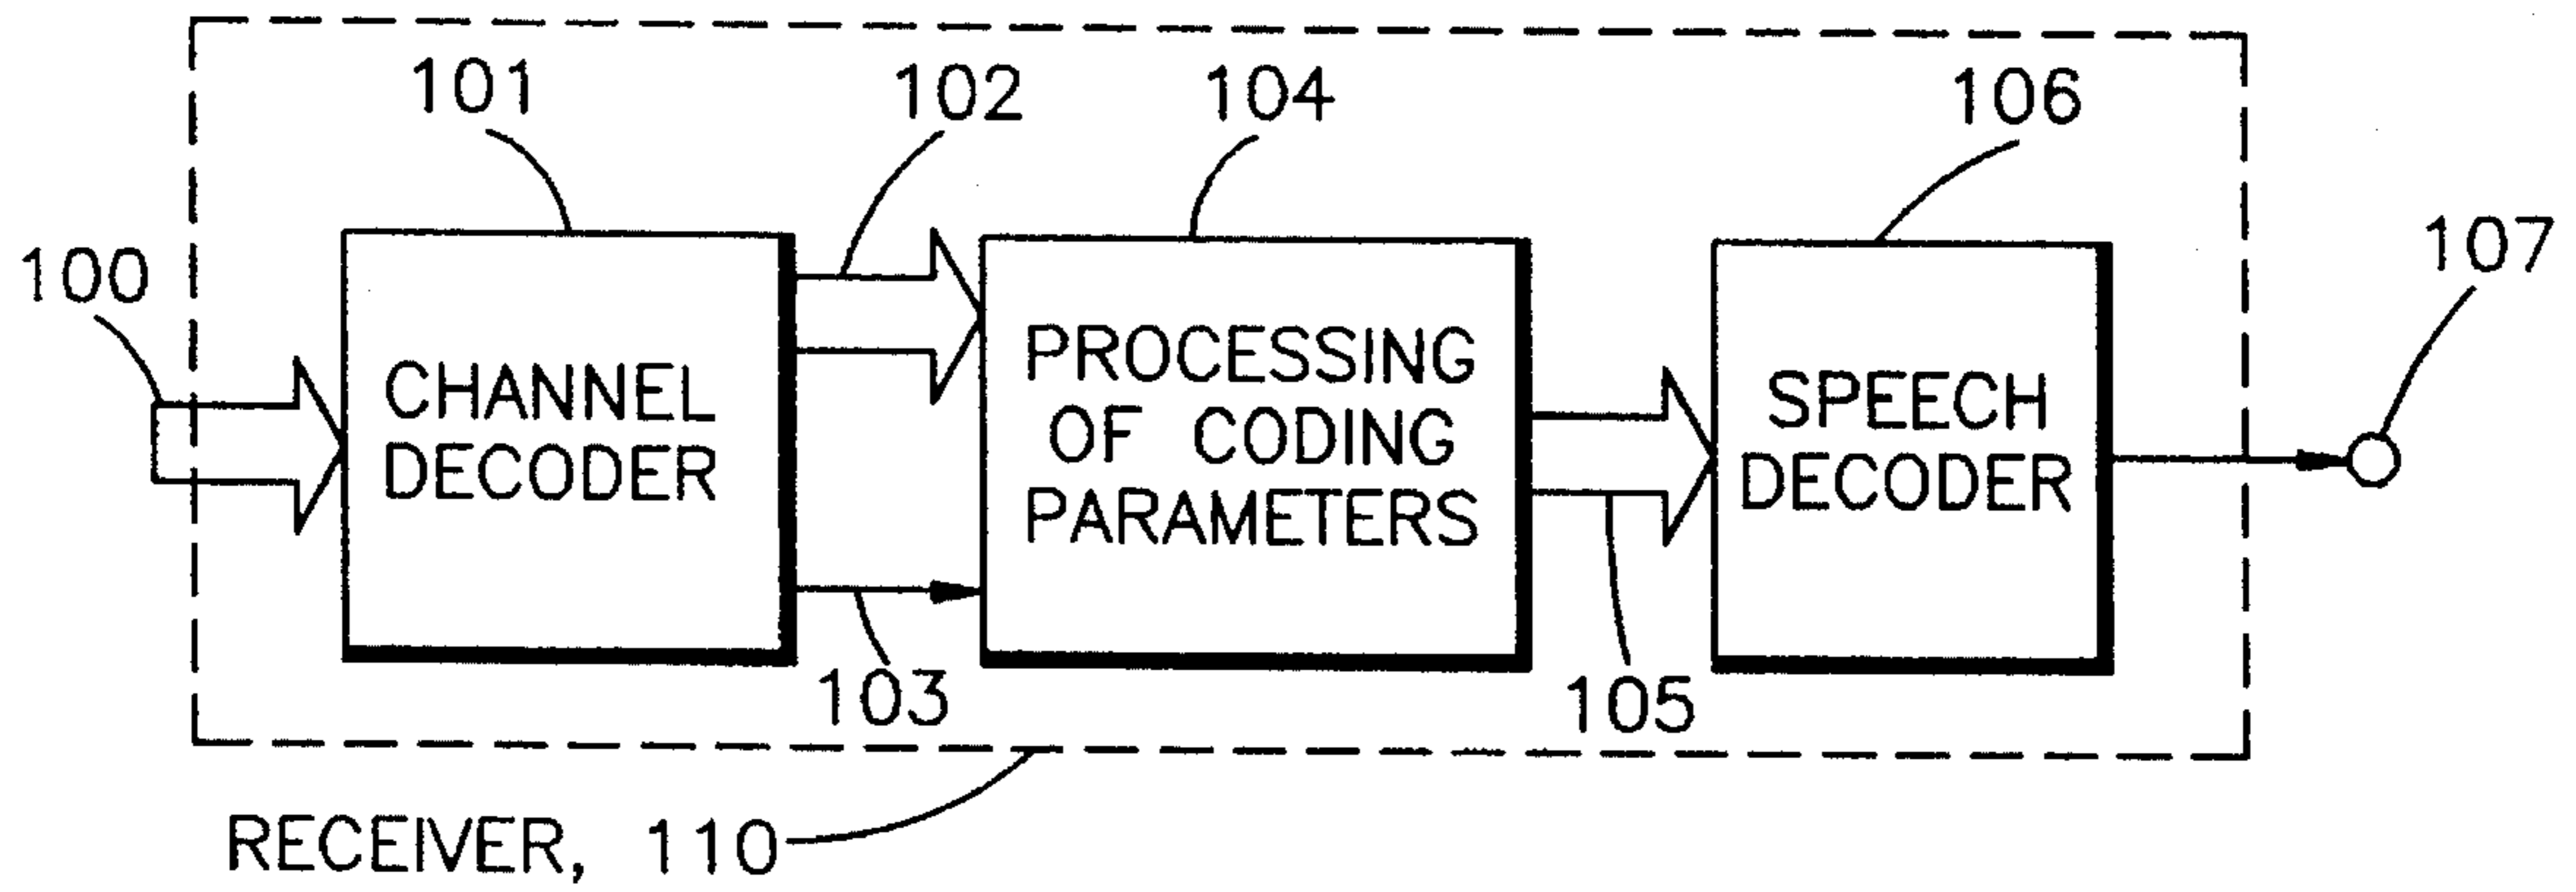 101
102
104
106
100
107
CHANNEL
DECODER
PROCESSING
OF CODING
PARAMETERS
SPEECH
DECODER
103
105
RECEIVER, 110